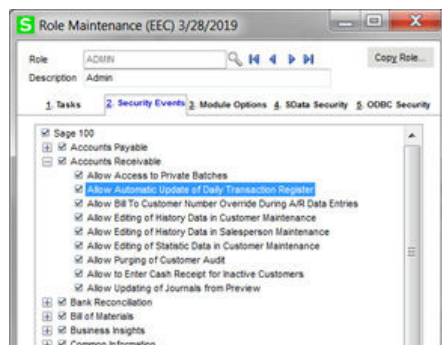 S Role Maintenance (EEC) 3/28/2019
Role ADMIN Copy Role...
Description Admin
1. Tasks 2. Security Events 3. Module Options 4. SData Security 5. ODBC Security
Sage 100
Accounts Payable
Accounts Receivable
Allow Access to Private Batches
Allow Automatic Update of Daily Transaction Register
Allow Bill To Customer Number Override During A/R Data Entries
Allow Editing of History Data in Customer Maintenance
Allow Editing of History Data in Salesperson Maintenance
Allow Editing of Statistic Data in Customer Maintenance
Allow Purging of Customer Audit
Allow to Enter Cash Receipt for Inactive Customers
Allow Updating of Journals from Preview
Bank Reconciliation
Bill of Materials
Business Insights
Common Information